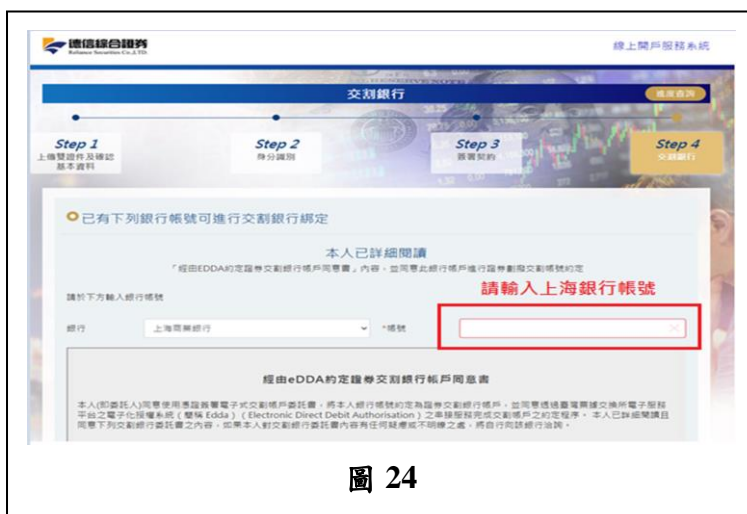 德信綜合證券
Reliance Securities Co.,LTD.
線上開戶服務系統
交割銀行
進度查詢
Step 1
上傳雙證件及確認
基本資料
Step 2
身分識別
Step 3
簽署契約
Step 4
交割銀行
已有下列銀行帳號可進行交割銀行綁定
本人已詳細閱讀
「經由EDDA約定證券交割銀行帳戶同意書」內容，並同意此銀行帳戶進行證券劃撥交割帳號約定
請輸入上海銀行帳號
請於下方輸入銀行帳號
銀行
上海商業銀行
*帳號
經由eDDA約定證券交割銀行帳戶同意書
本人(即委託人)同意使用憑證簽署電子式交割帳戶委託書，將本人銀行帳號約定為證券交割銀行帳戶，並同意透過臺灣票據交換所電子服務
平台之電子化授權系統（簡稱 Edda）（Electronic Direct Debit Authorisation）之串接服務完成交割帳戶之約定程序。本人已詳細閱讀且
同意下列交割銀行委託書之內容，如果本人對交割銀行委託書內容有任何疑慮或不明瞭之處，將自行向該銀行洽詢。
圖 24